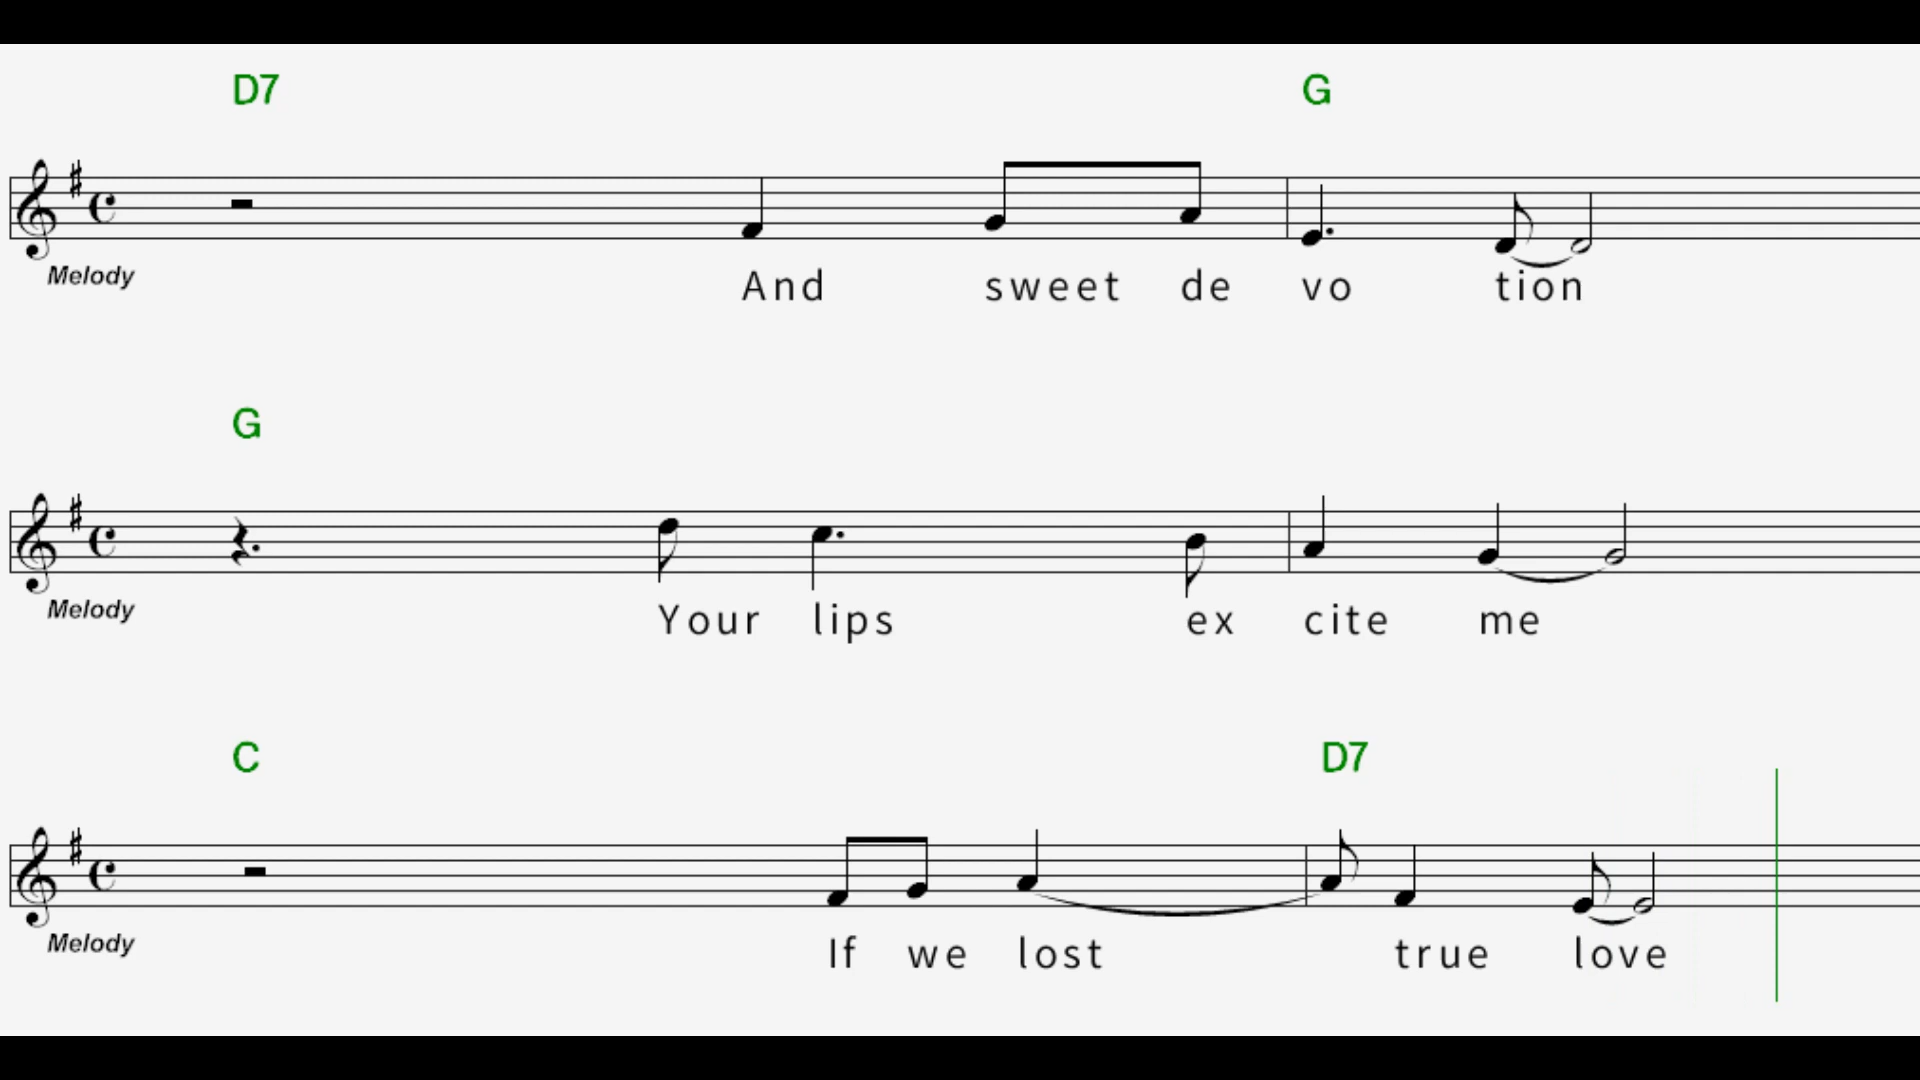 D7 G
Melody
And sweet de vo tion
G
Melody
Your lips ex cite me
C D7
Melody
If we lost true love